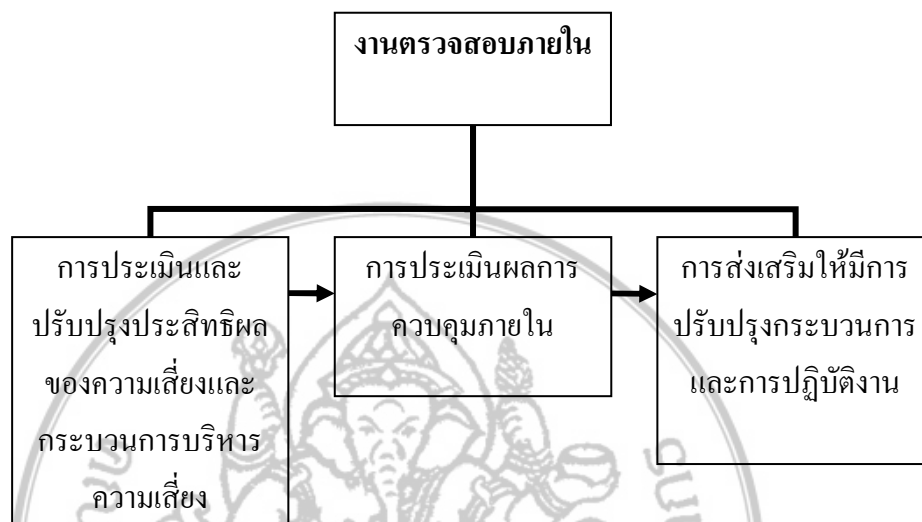 งานตรวจสอบภายใน
การประเมินและ
ปรับปรุงประสิทธิผล
ของความเสี่ยงและ
กระบวนการบริหาร
ความเสี่ยง
การประเมินผลการ
ควบคุมภายใน
การส่งเสริมให้มีการ
ปรับปรุงกระบวนการ
และการปฏิบัติงาน